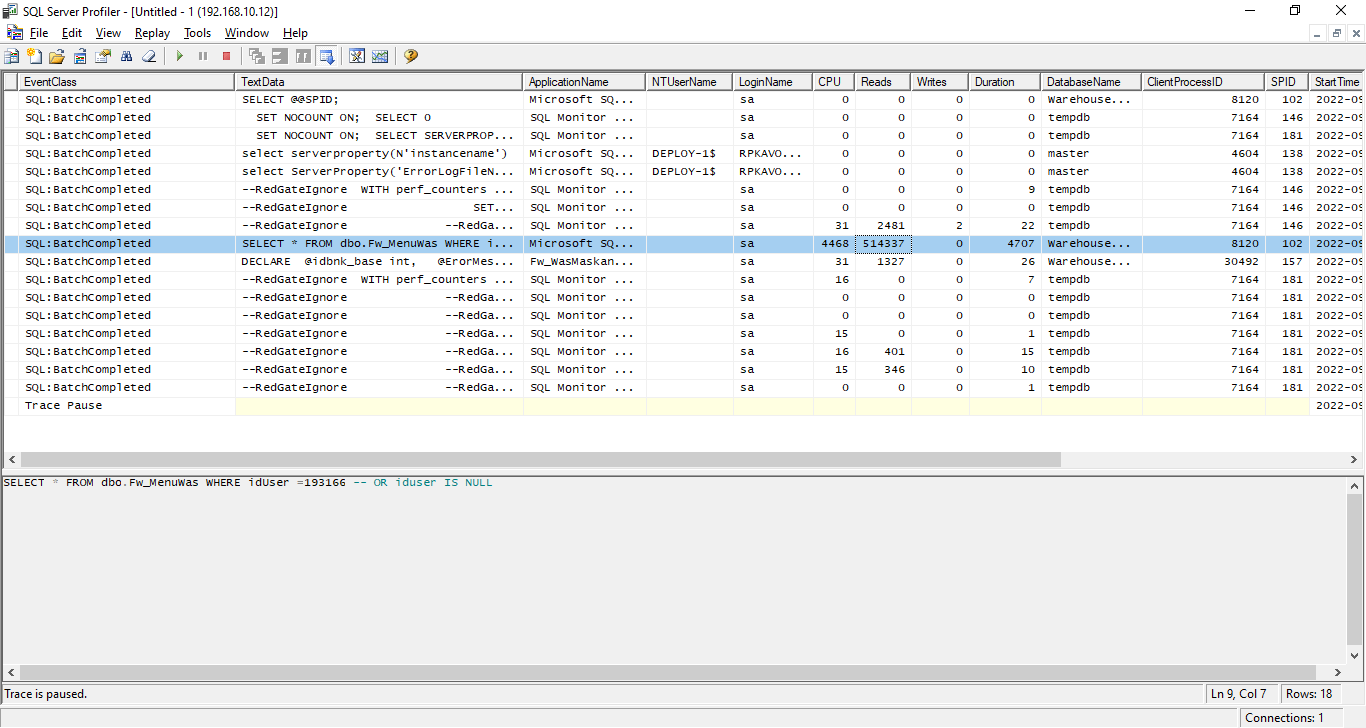 SQL Server Profiler - [Untitled - 1 (192.168.10.12)]
File Edit View Replay Tools Window Help
EventClass TextData ApplicationName NTUserName LoginName CPU Reads Writes Duration DatabaseName ClientProcessID SPID StartTime
SQL:BatchCompleted SELECT @@SPID; Microsoft SQ... sa 0 0 0 0 Warehouse... 8120 102 2022-09
SQL:BatchCompleted SET NOCOUNT ON; SELECT 0 SQL Monitor ... sa 0 0 0 0 tempdb 7164 146 2022-09
SQL:BatchCompleted SET NOCOUNT ON; SELECT SERVERPROP... SQL Monitor ... sa 0 0 0 0 tempdb 7164 181 2022-09
SQL:BatchCompleted select serverproperty(N'instancename') Microsoft SQ... DEPLOY-1$ RPKAVO... 0 0 0 0 master 4604 138 2022-09
SQL:BatchCompleted select ServerProperty('ErrorLogFileN... Microsoft SQ... DEPLOY-1$ RPKAVO... 0 0 0 0 master 4604 138 2022-09
SQL:BatchCompleted --RedGateIgnore WITH perf_counters ... SQL Monitor ... sa 0 0 0 9 tempdb 7164 146 2022-09
SQL:BatchCompleted --RedGateIgnore SET... SQL Monitor ... sa 0 0 0 0 tempdb 7164 146 2022-09
SQL:BatchCompleted --RedGateIgnore --RedGa... SQL Monitor ... sa 31 2481 2 22 tempdb 7164 146 2022-09
SQL:BatchCompleted SELECT * FROM dbo.Fw_MenuWas WHERE i... Microsoft SQ... sa 4468 514337 0 4707 Warehouse... 8120 102 2022-09
SQL:BatchCompleted DECLARE @idbnk_base int, @ErorMes... Fw_WasMaskan... sa 31 1327 0 26 Warehouse... 30492 157 2022-09
SQL:BatchCompleted --RedGateIgnore WITH perf_counters ... SQL Monitor ... sa 16 0 0 7 tempdb 7164 181 2022-09
SQL:BatchCompleted --RedGateIgnore --RedGa... SQL Monitor ... sa 0 0 0 0 tempdb 7164 181 2022-09
SQL:BatchCompleted --RedGateIgnore --RedGa... SQL Monitor ... sa 0 0 0 0 tempdb 7164 181 2022-09
SQL:BatchCompleted --RedGateIgnore --RedGa... SQL Monitor ... sa 15 0 0 1 tempdb 7164 181 2022-09
SQL:BatchCompleted --RedGateIgnore --RedGa... SQL Monitor ... sa 16 401 0 15 tempdb 7164 181 2022-09
SQL:BatchCompleted --RedGateIgnore --RedGa... SQL Monitor ... sa 15 346 0 10 tempdb 7164 181 2022-09
SQL:BatchCompleted --RedGateIgnore --RedGa... SQL Monitor ... sa 0 0 0 1 tempdb 7164 181 2022-09
Trace Pause 2022-09
SELECT * FROM dbo.Fw_MenuWas WHERE idUser =193166 -- OR iduser IS NULL
Trace is paused. Ln 9, Col 7 Rows: 18
Connections: 1